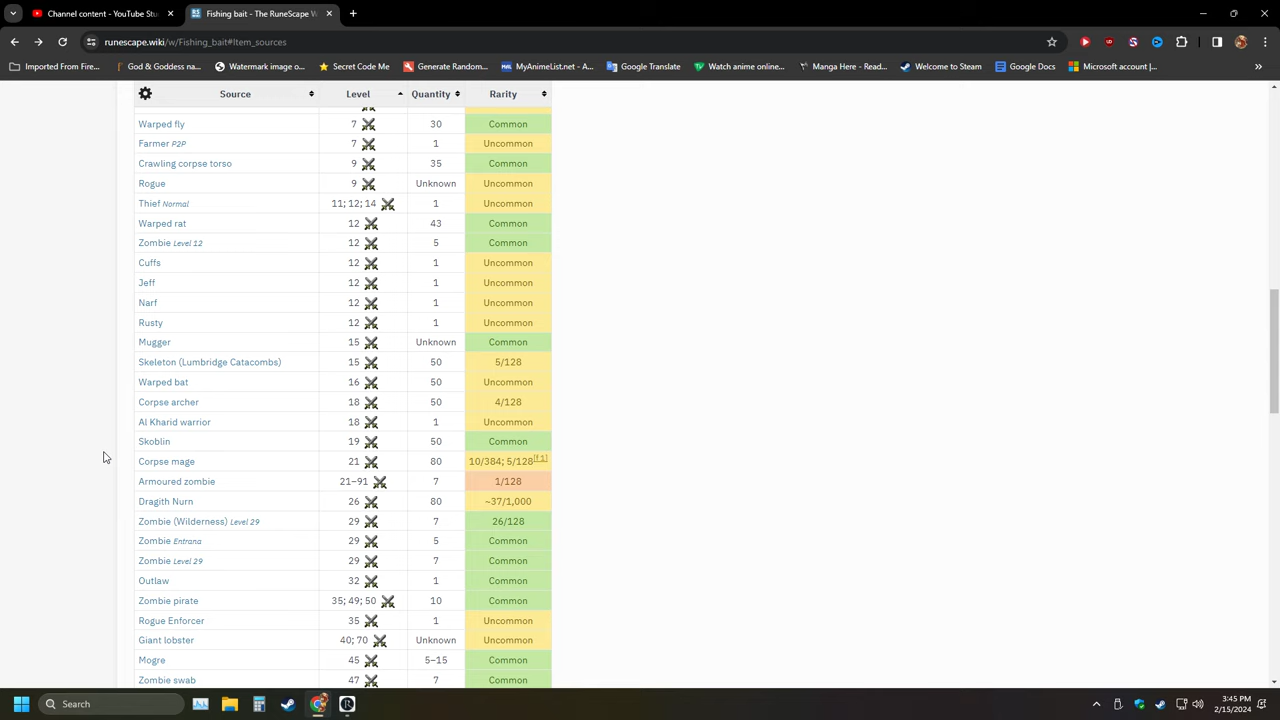 Channel content - YouTube Stu
Fishing bait - The RuneScape W
runescape.wiki/w/Fishing_bait#Item_sources
Imported From Fire...
God & Goddess na...
Watermark image o...
Secret Code Me
Generate Random...
MyAnimeList.net - A...
Google Translate
Watch anime online...
Manga Here - Read...
Welcome to Steam
Google Docs
Microsoft account |...
Source Level Quantity Rarity
Warped fly 7 30 Common
Farmer P2P 7 1 Uncommon
Crawling corpse torso 9 35 Common
Rogue 9 Unknown Uncommon
Thief Normal 11; 12; 14 1 Uncommon
Warped rat 12 43 Common
Zombie Level 12 12 5 Common
Cuffs 12 1 Uncommon
Jeff 12 1 Uncommon
Narf 12 1 Uncommon
Rusty 12 1 Uncommon
Mugger 15 Unknown Common
Skeleton (Lumbridge Catacombs) 15 50 5/128
Warped bat 16 50 Uncommon
Corpse archer 18 50 4/128
Al Kharid warrior 18 1 Uncommon
Skoblin 19 50 Common
Corpse mage 21 80 10/384; 5/128[f 1]
Armoured zombie 21–91 7 1/128
Dragith Nurn 26 80 ~37/1,000
Zombie (Wilderness) Level 29 29 7 26/128
Zombie Entrana 29 5 Common
Zombie Level 29 29 7 Common
Outlaw 32 1 Common
Zombie pirate 35; 49; 50 10 Common
Rogue Enforcer 35 1 Uncommon
Giant lobster 40; 70 Unknown Uncommon
Mogre 45 5–15 Common
Zombie swab 47 7 Common
Search
3:45 PM
2/15/2024